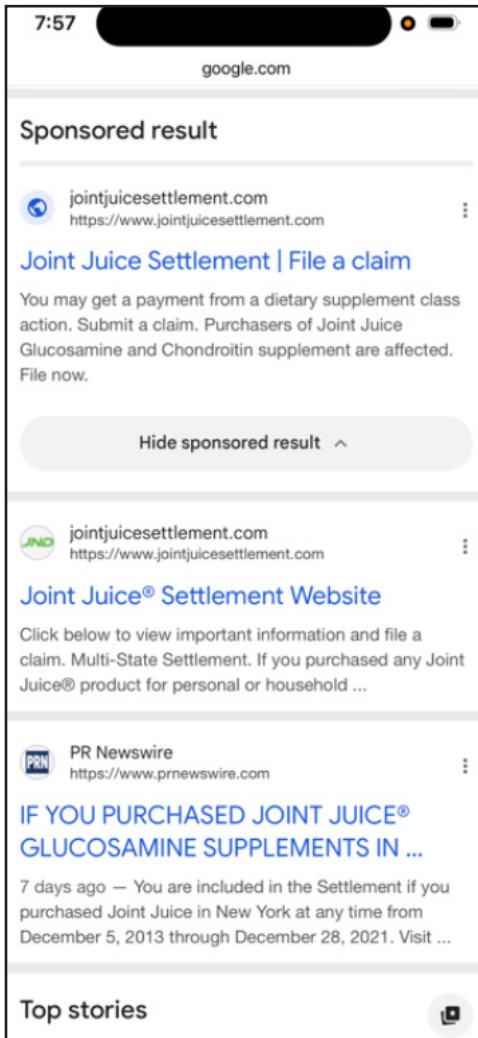 7:57
google.com
Sponsored result
jointjuicesettlement.com
https://www.jointjuicesettlement.com
Joint Juice Settlement | File a claim
You may get a payment from a dietary supplement class
action. Submit a claim. Purchasers of Joint Juice
Glucosamine and Chondroitin supplement are affected.
File now.
Hide sponsored result
JND
jointjuicesettlement.com
https://www.jointjuicesettlement.com
Joint Juice® Settlement Website
Click below to view important information and file a
claim. Multi-State Settlement. If you purchased any Joint
Juice® product for personal or household ...
PRN
PR Newswire
https://www.prnewswire.com
IF YOU PURCHASED JOINT JUICE®
GLUCOSAMINE SUPPLEMENTS IN ...
7 days ago — You are included in the Settlement if you
purchased Joint Juice in New York at any time from
December 5, 2013 through December 28, 2021. Visit ...
Top stories